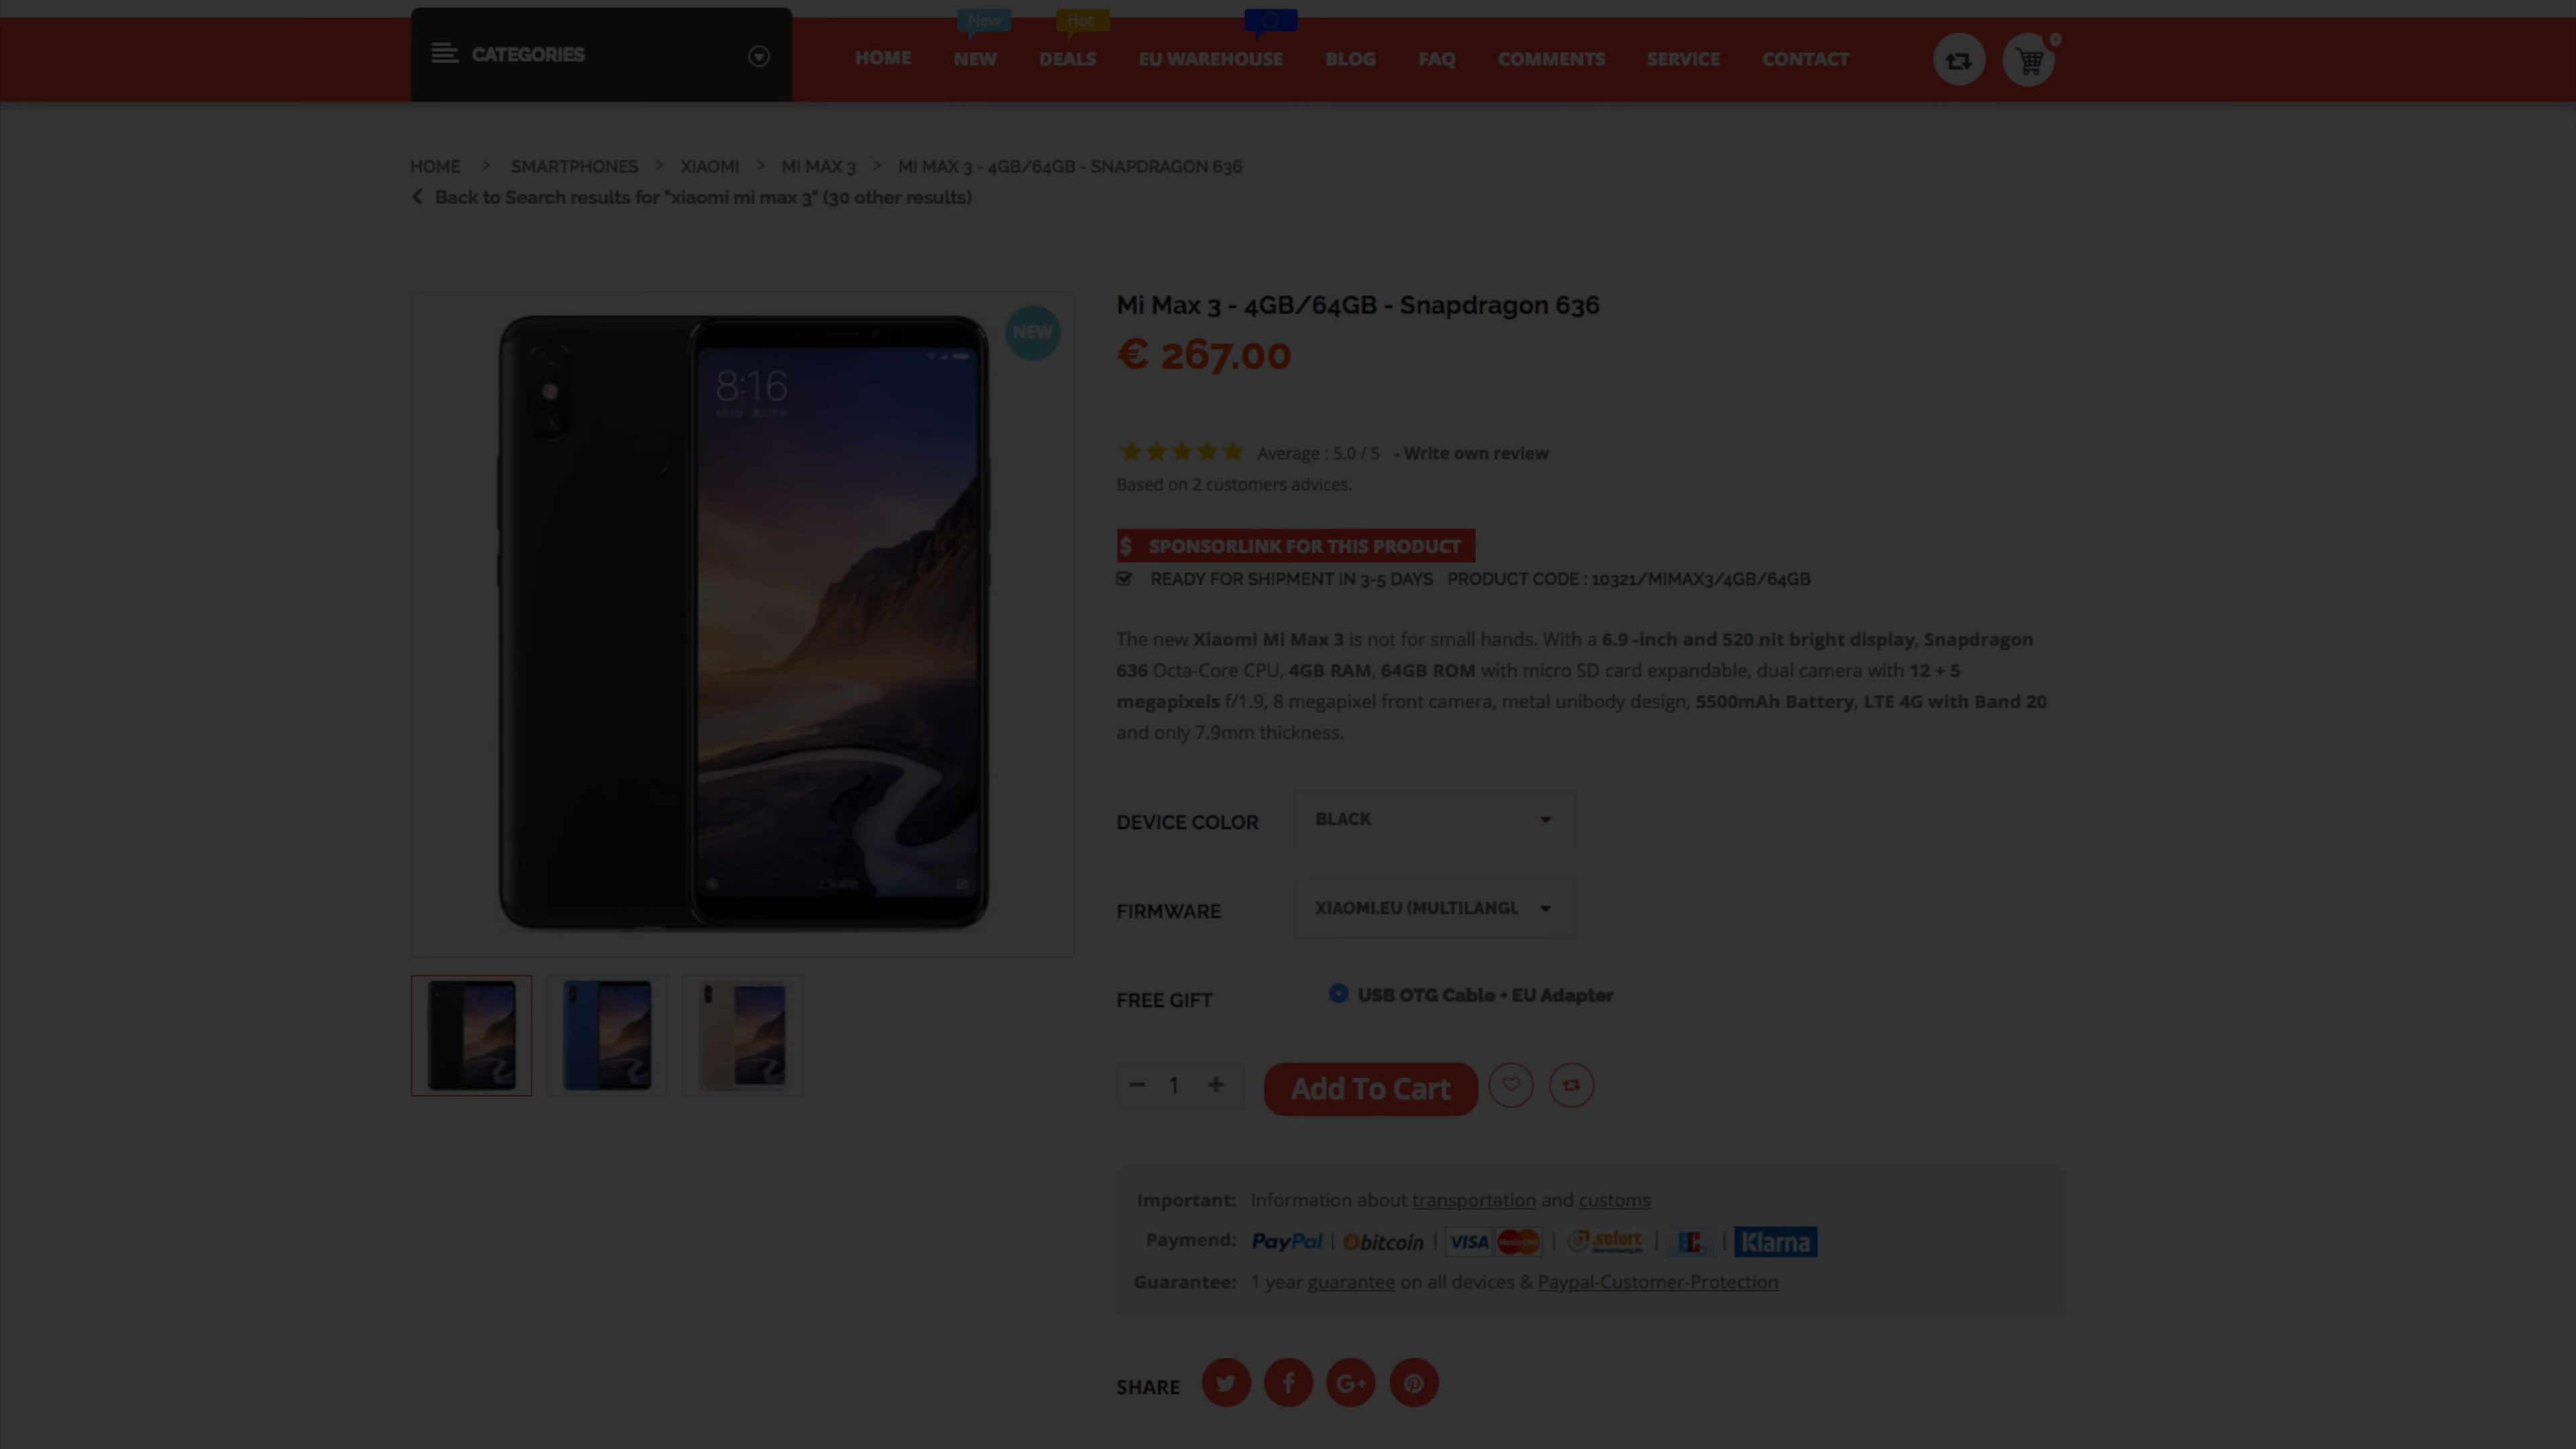 New
Hot
CATEGORIES
HOME
NEW
DEALS
EU WAREHOUSE
BLOG
FAQ
COMMENTS
SERVICE
CONTACT
0
HOME > SMARTPHONES > XIAOMI > MI MAX 3 > MI MAX 3 - 4GB/64GB - SNAPDRAGON 636
Back to Search results for "xiaomi mi max 3" (30 other results)
NEW
8:16
Mi Max 3 - 4GB/64GB - Snapdragon 636
€ 267.00
Average : 5.0 / 5 - Write own review
Based on 2 customers advices.
$ SPONSORLINK FOR THIS PRODUCT
READY FOR SHIPMENT IN 3-5 DAYS PRODUCT CODE : 10321/MIMAX3/4GB/64GB
The new Xiaomi Mi Max 3 is not for small hands. With a 6.9 -inch and 520 nit bright display, Snapdragon
636 Octa-Core CPU, 4GB RAM, 64GB ROM with micro SD card expandable, dual camera with 12 + 5
megapixels f/1.9, 8 megapixel front camera, metal unibody design, 5500mAh Battery, LTE 4G with Band 20
and only 7.9mm thickness.
DEVICE COLOR BLACK
FIRMWARE XIAOMI.EU (MULTILANGU
FREE GIFT USB OTG Cable • EU Adapter
− 1 + Add To Cart
Important: Information about transportation and customs
Paymend: PayPal | bitcoin | VISA MasterCard | sofort | EC | Klarna
Guarantee: 1 year guarantee on all devices & Paypal-Customer-Protection
SHARE